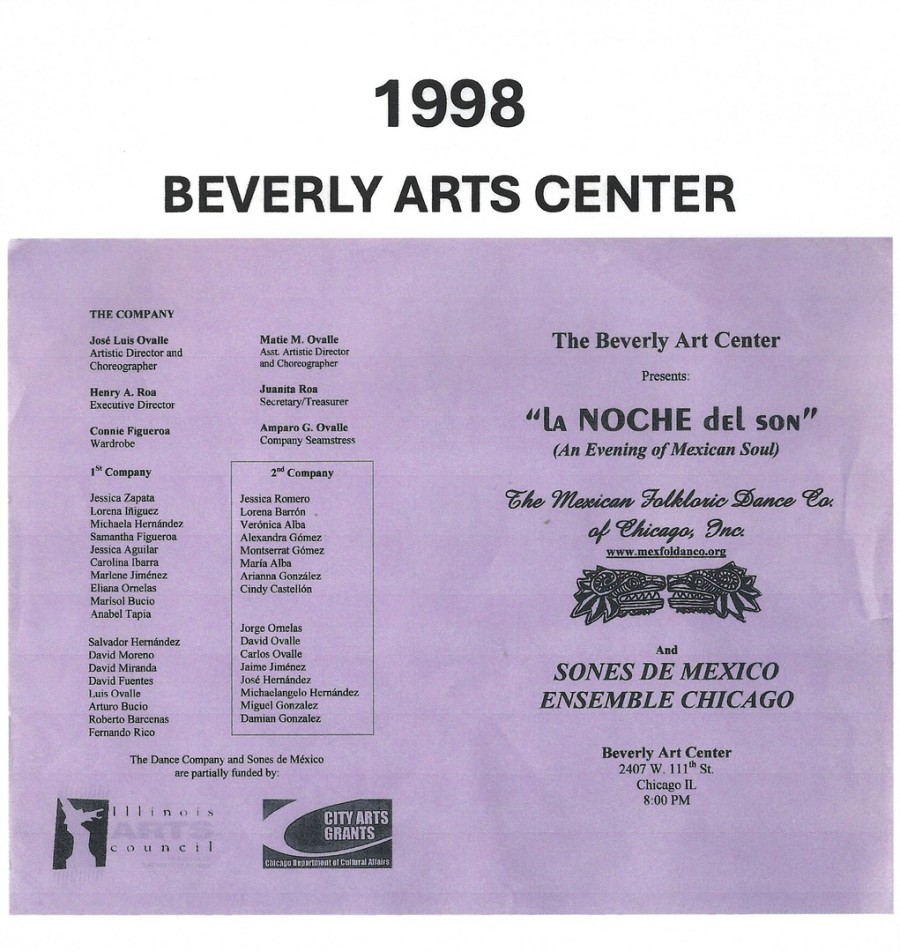 1998
BEVERLY ARTS CENTER
THE COMPANY
José Luis Ovalle
Artistic Director and
Choreographer
Henry A. Roa
Executive Director
Connie Figueroa
Wardrobe
Matie M. Ovalle
Asst. Artistic Director
and Choreographer
Juanita Roa
Secretary/Treasurer
Amparo G. Ovalle
Company Seamstress
1St Company
Jessica Zapata
Lorena Iñiguez
Michaela Hernández
Samantha Figueroa
Jessica Aguilar
Carolina Ibarra
Marlene Jiménez
Eliana Ornelas
Marisol Bucio
Anabel Tapia
Salvador Hernández
David Moreno
David Miranda
David Fuentes
Luis Ovalle
Arturo Bucio
Roberto Barcenas
Fernando Rico
2nd Company
Jessica Romero
Lorena Barrón
Verónica Alba
Alexandra Gómez
Montserrat Gómez
María Alba
Arianna González
Cindy Castellón
Jorge Ornelas
David Ovalle
Carlos Ovalle
Jaime Jiménez
José Hernández
Michaelangelo Hernández
Miguel Gonzalez
Damian Gonzalez
The Dance Company and Sones de México
are partially funded by:
Illinois
ARTS
council
CITY ARTS
GRANTS
Chicago Department of Cultural Affairs
The Beverly Art Center
Presents:
"La NOCHE del son"
(An Evening of Mexican Soul)
The Mexican Folkloric Dance Co.
of Chicago, Inc.
www.mexfoldanco.org
And
SONES DE MEXICO
ENSEMBLE CHICAGO
Beverly Art Center
2407 W. 111th St.
Chicago IL
8:00 PM